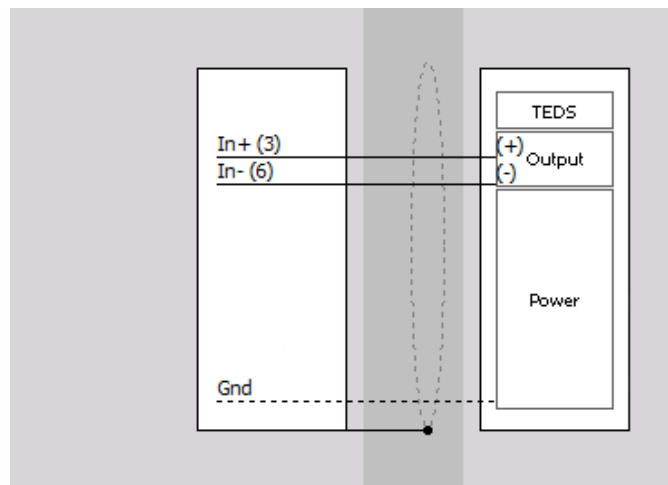 TEDS
In+ (3)
(+)
Output
In- (6)
(-)
Power
Gnd